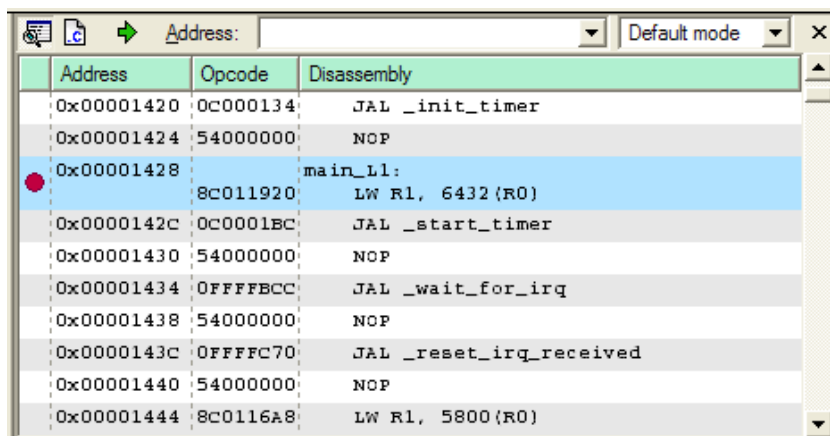 .c Address: Default mode
Address Opcode Disassembly
0x00001420 0C000134 JAL _init_timer
0x00001424 54000000 NOP
0x00001428 main_L1:
8C011920 LW R1, 6432(R0)
0x0000142C 0C0001BC JAL _start_timer
0x00001430 54000000 NOP
0x00001434 0FFFFBCC JAL _wait_for_irq
0x00001438 54000000 NOP
0x0000143C 0FFFFC70 JAL _reset_irq_received
0x00001440 54000000 NOP
0x00001444 8C0116A8 LW R1, 5800(R0)